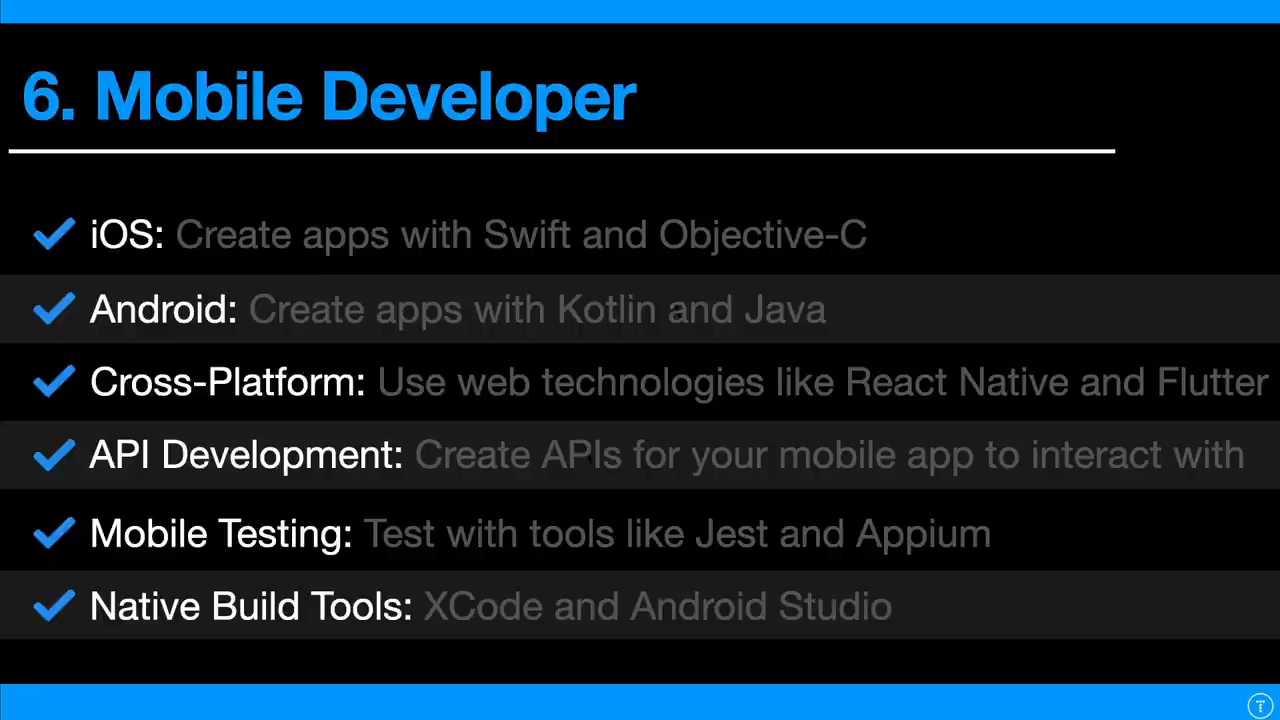 6. Mobile Developer
iOS: Create apps with Swift and Objective-C
Android: Create apps with Kotlin and Java
Cross-Platform: Use web technologies like React Native and Flutter
API Development: Create APIs for your mobile app to interact with
Mobile Testing: Test with tools like Jest and Appium
Native Build Tools: XCode and Android Studio
T